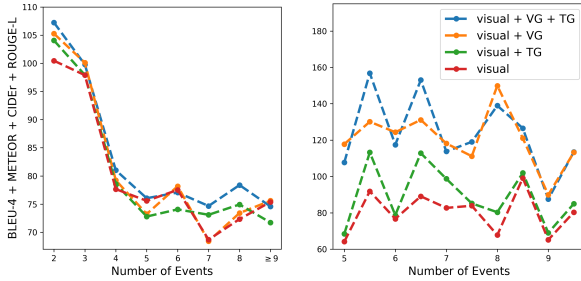 BLEU-4 + METEOR + CIDEr + ROUGE-L
110
105
100
95
90
85
80
75
70
2 3 4 5 6 7 8 ≥9
Number of Events
visual + VG + TG
visual + VG
visual + TG
visual
180
160
140
120
100
80
60
5 6 7 8 9
Number of Events